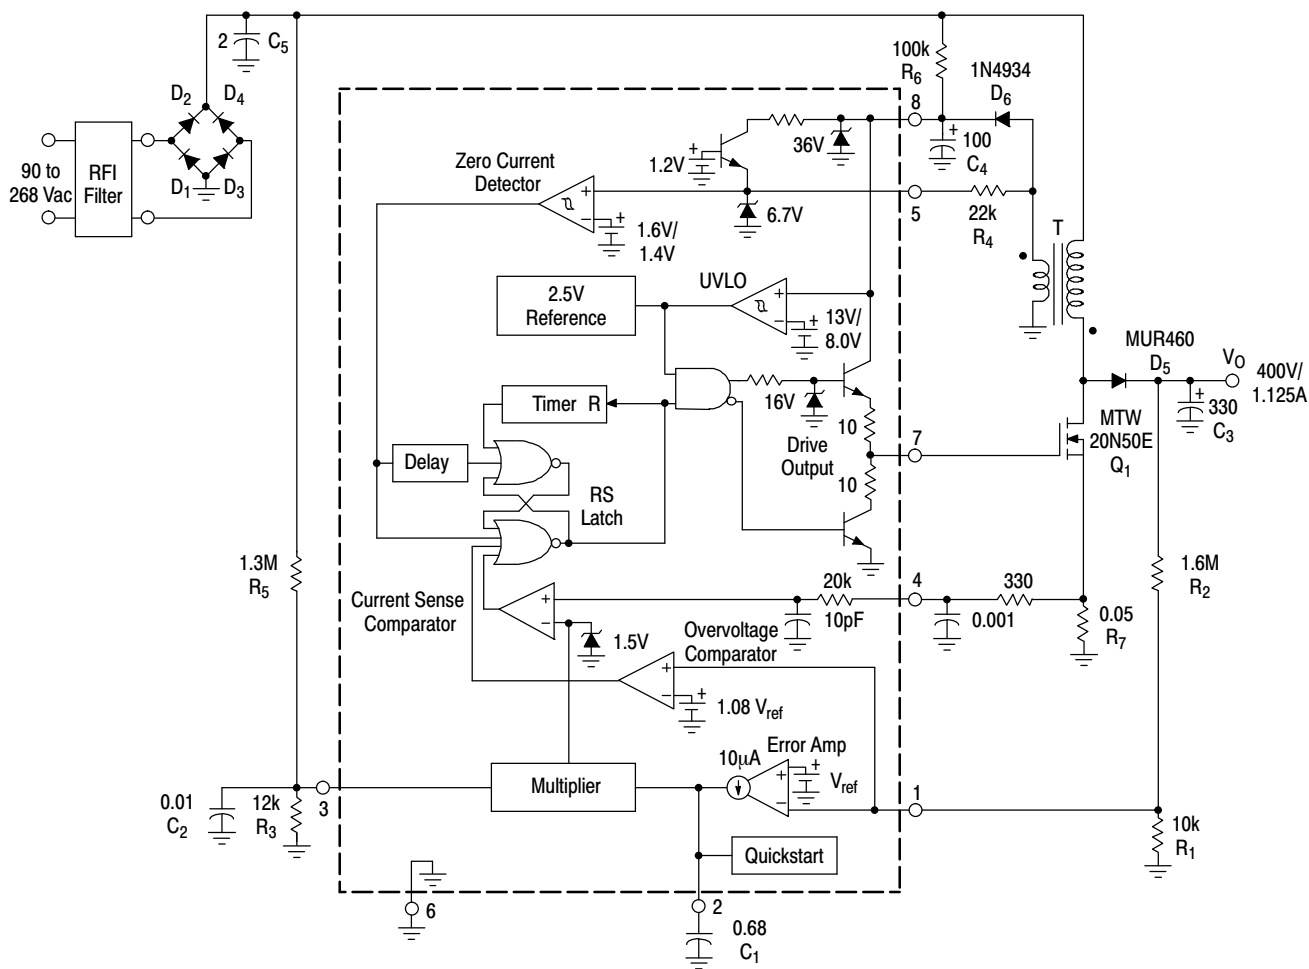 2
C5
100k
R6
1N4934
D6
D2
D4
D1
D3
90 to
268 Vac
RFI
Filter
8
36V
100
C4
1.2V
Zero Current
Detector
6.7V
5
22k
R4
T
1.6V/
1.4V
UVLO
2.5V
Reference
13V/
8.0V
MUR460
D5
VO
400V/
1.125A
330
C3
Timer
R
16V
10
Drive
Output
10
7
MTW
20N50E
Q1
Delay
RS
Latch
1.3M
R5
1.6M
R2
Current Sense
Comparator
20k
10pF
4
330
0.001
0.05
R7
1.5V
Overvoltage
Comparator
1.08 Vref
Error Amp
10μA
Vref
Multiplier
1
0.01
C2
12k
R3
3
10k
R1
Quickstart
6
2
0.68
C1
+
+
+
+
+
+
+
+
+
+
+
+
+
−
−
−
−
−